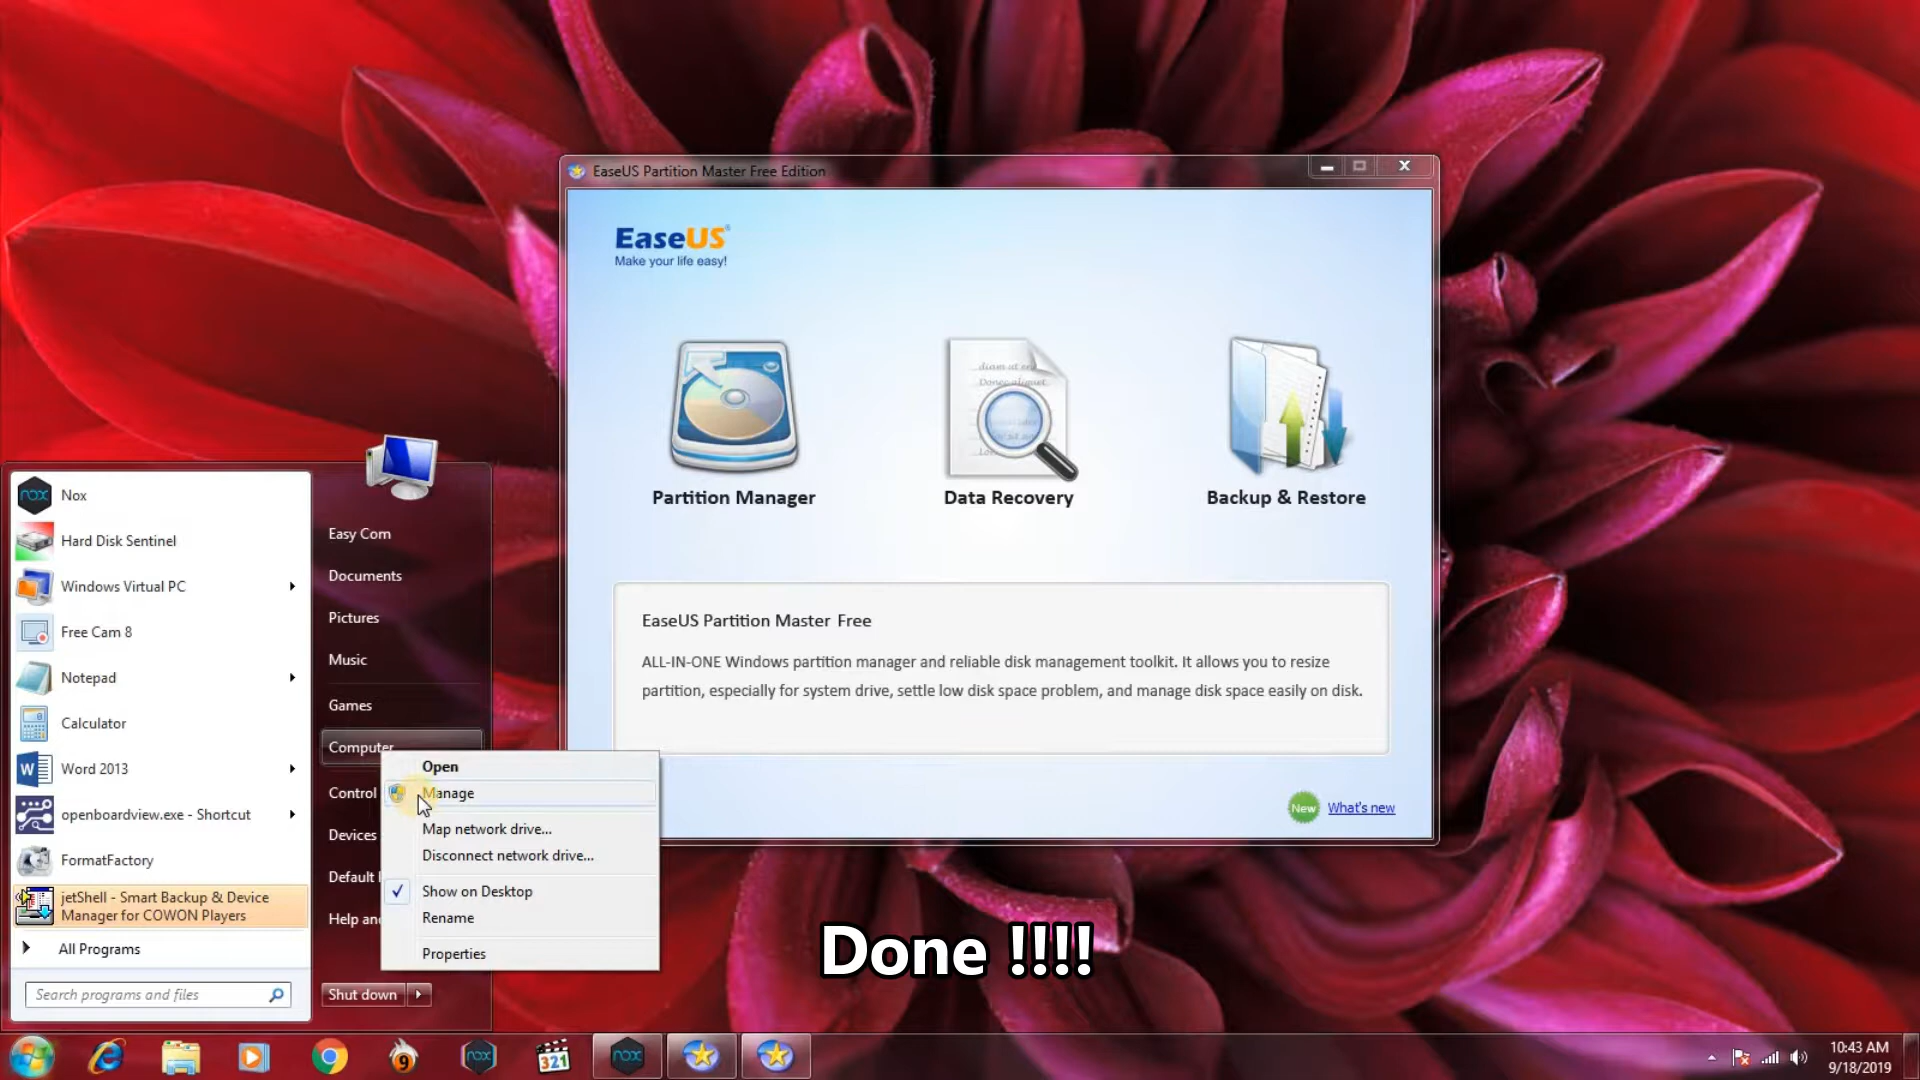 EaseUS Partition Master Free Edition
EaseUS
Make your life easy!
Partition Manager
Data Recovery
Backup & Restore
EaseUS Partition Master Free
ALL-IN-ONE Windows partition manager and reliable disk management toolkit. It allows you to resize
partition, especially for system drive, settle low disk space problem, and manage disk space easily on disk.
New
What's new
Nox
Hard Disk Sentinel
Windows Virtual PC
Free Cam 8
Notepad
Calculator
Word 2013
openboardview.exe - Shortcut
FormatFactory
jetShell - Smart Backup & Device
Manager for COWON Players
All Programs
Search programs and files
Easy Com
Documents
Pictures
Music
Games
Computer
Control
Devices
Default
Help and
Shut down
Open
Manage
Map network drive...
Disconnect network drive...
Show on Desktop
Rename
Properties
Done !!!!
10:43 AM
9/18/2019